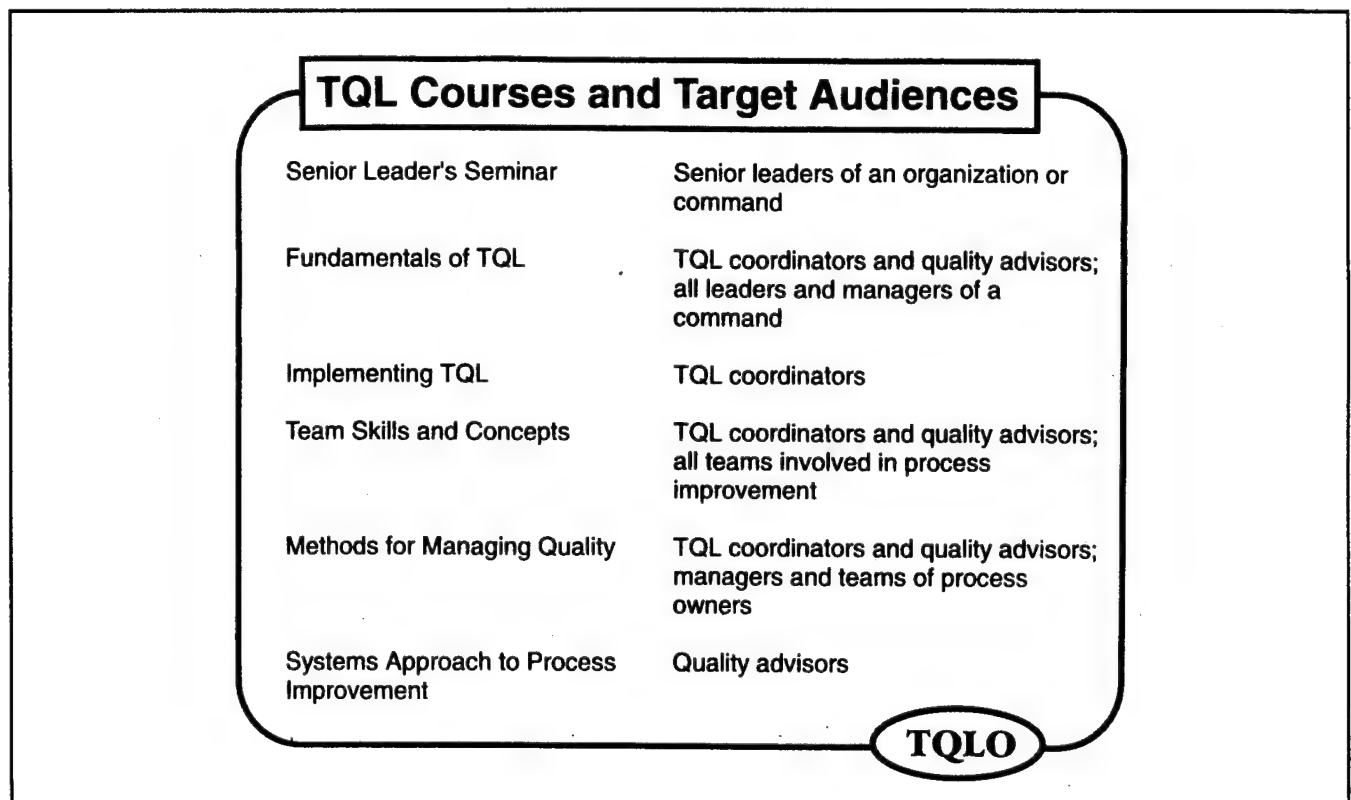 TQL Courses and Target Audiences
Senior Leader's Seminar
Senior leaders of an organization or
command
Fundamentals of TQL
TQL coordinators and quality advisors;
all leaders and managers of a
command
Implementing TQL
TQL coordinators
Team Skills and Concepts
TQL coordinators and quality advisors;
all teams involved in process
improvement
Methods for Managing Quality
TQL coordinators and quality advisors;
managers and teams of process
owners
Systems Approach to Process
Improvement
Quality advisors
TQLO